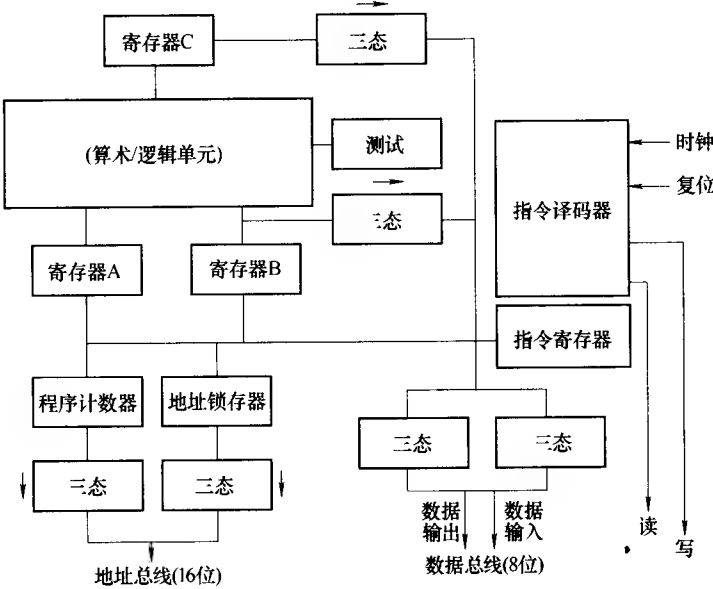 寄存器C
三态
(算术/逻辑单元)
测试
时钟
复位
指令译码器
三态
寄存器A
寄存器B
指令寄存器
程序计数器
地址锁存器
三态
三态
三态
三态
数据输出
数据输入
读
写
地址总线(16位)
数据总线(8位)